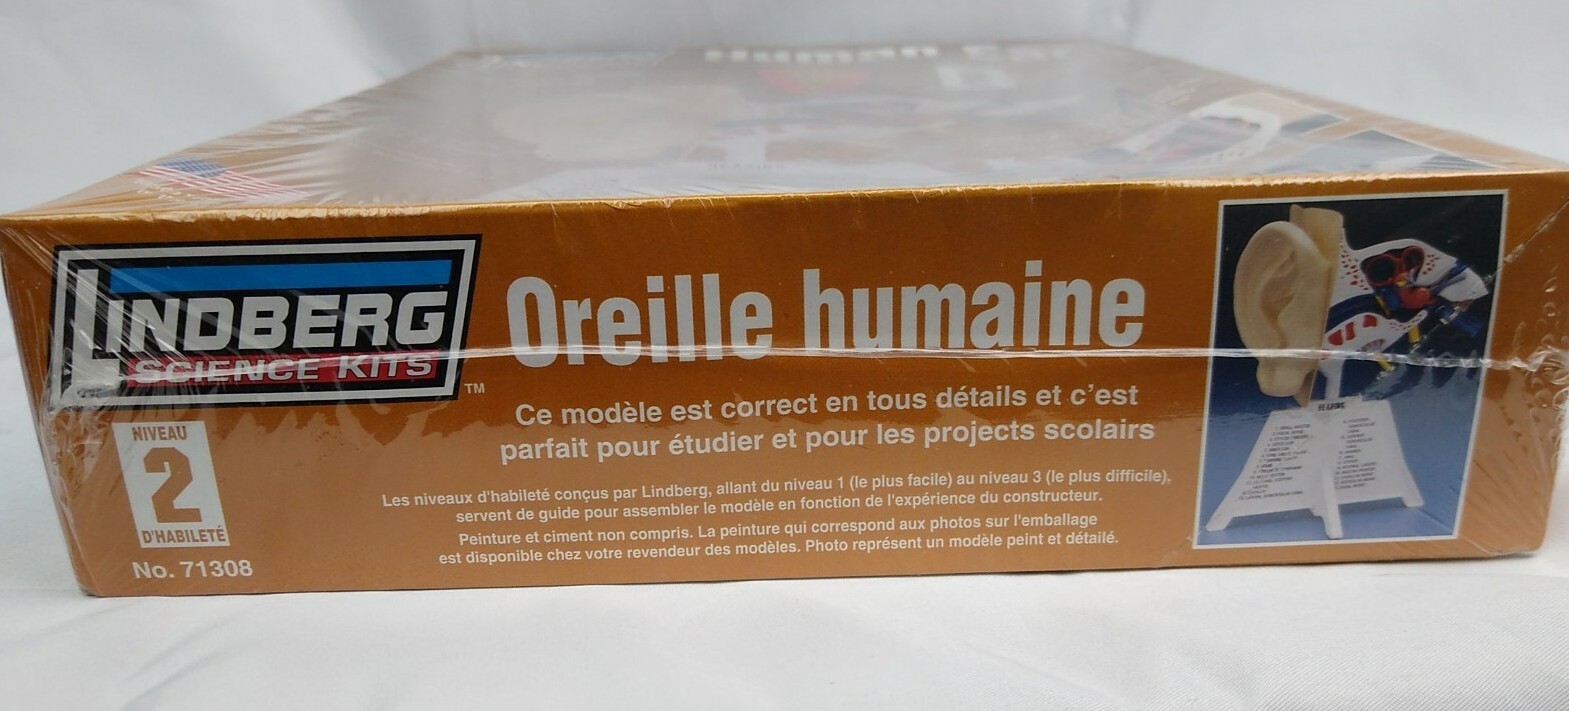 Human Ear
LINDBERG
SCIENCE KITS
TM
Oreille humaine
Ce modèle est correct en tous détails et c'est
parfait pour étudier et pour les projects scolairs
NIVEAU
2
D'HABILETÉ
No. 71308
Les niveaux d'habileté conçus par Lindberg, allant du niveau 1 (le plus facile) au niveau 3 (le plus difficile),
servent de guide pour assembler le modèle en fonction de l'expérience du constructeur.
Peinture et ciment non compris. La peinture qui correspond aux photos sur l'emballage
est disponible chez votre revendeur des modèles. Photo représent un modèle peint et détailé.